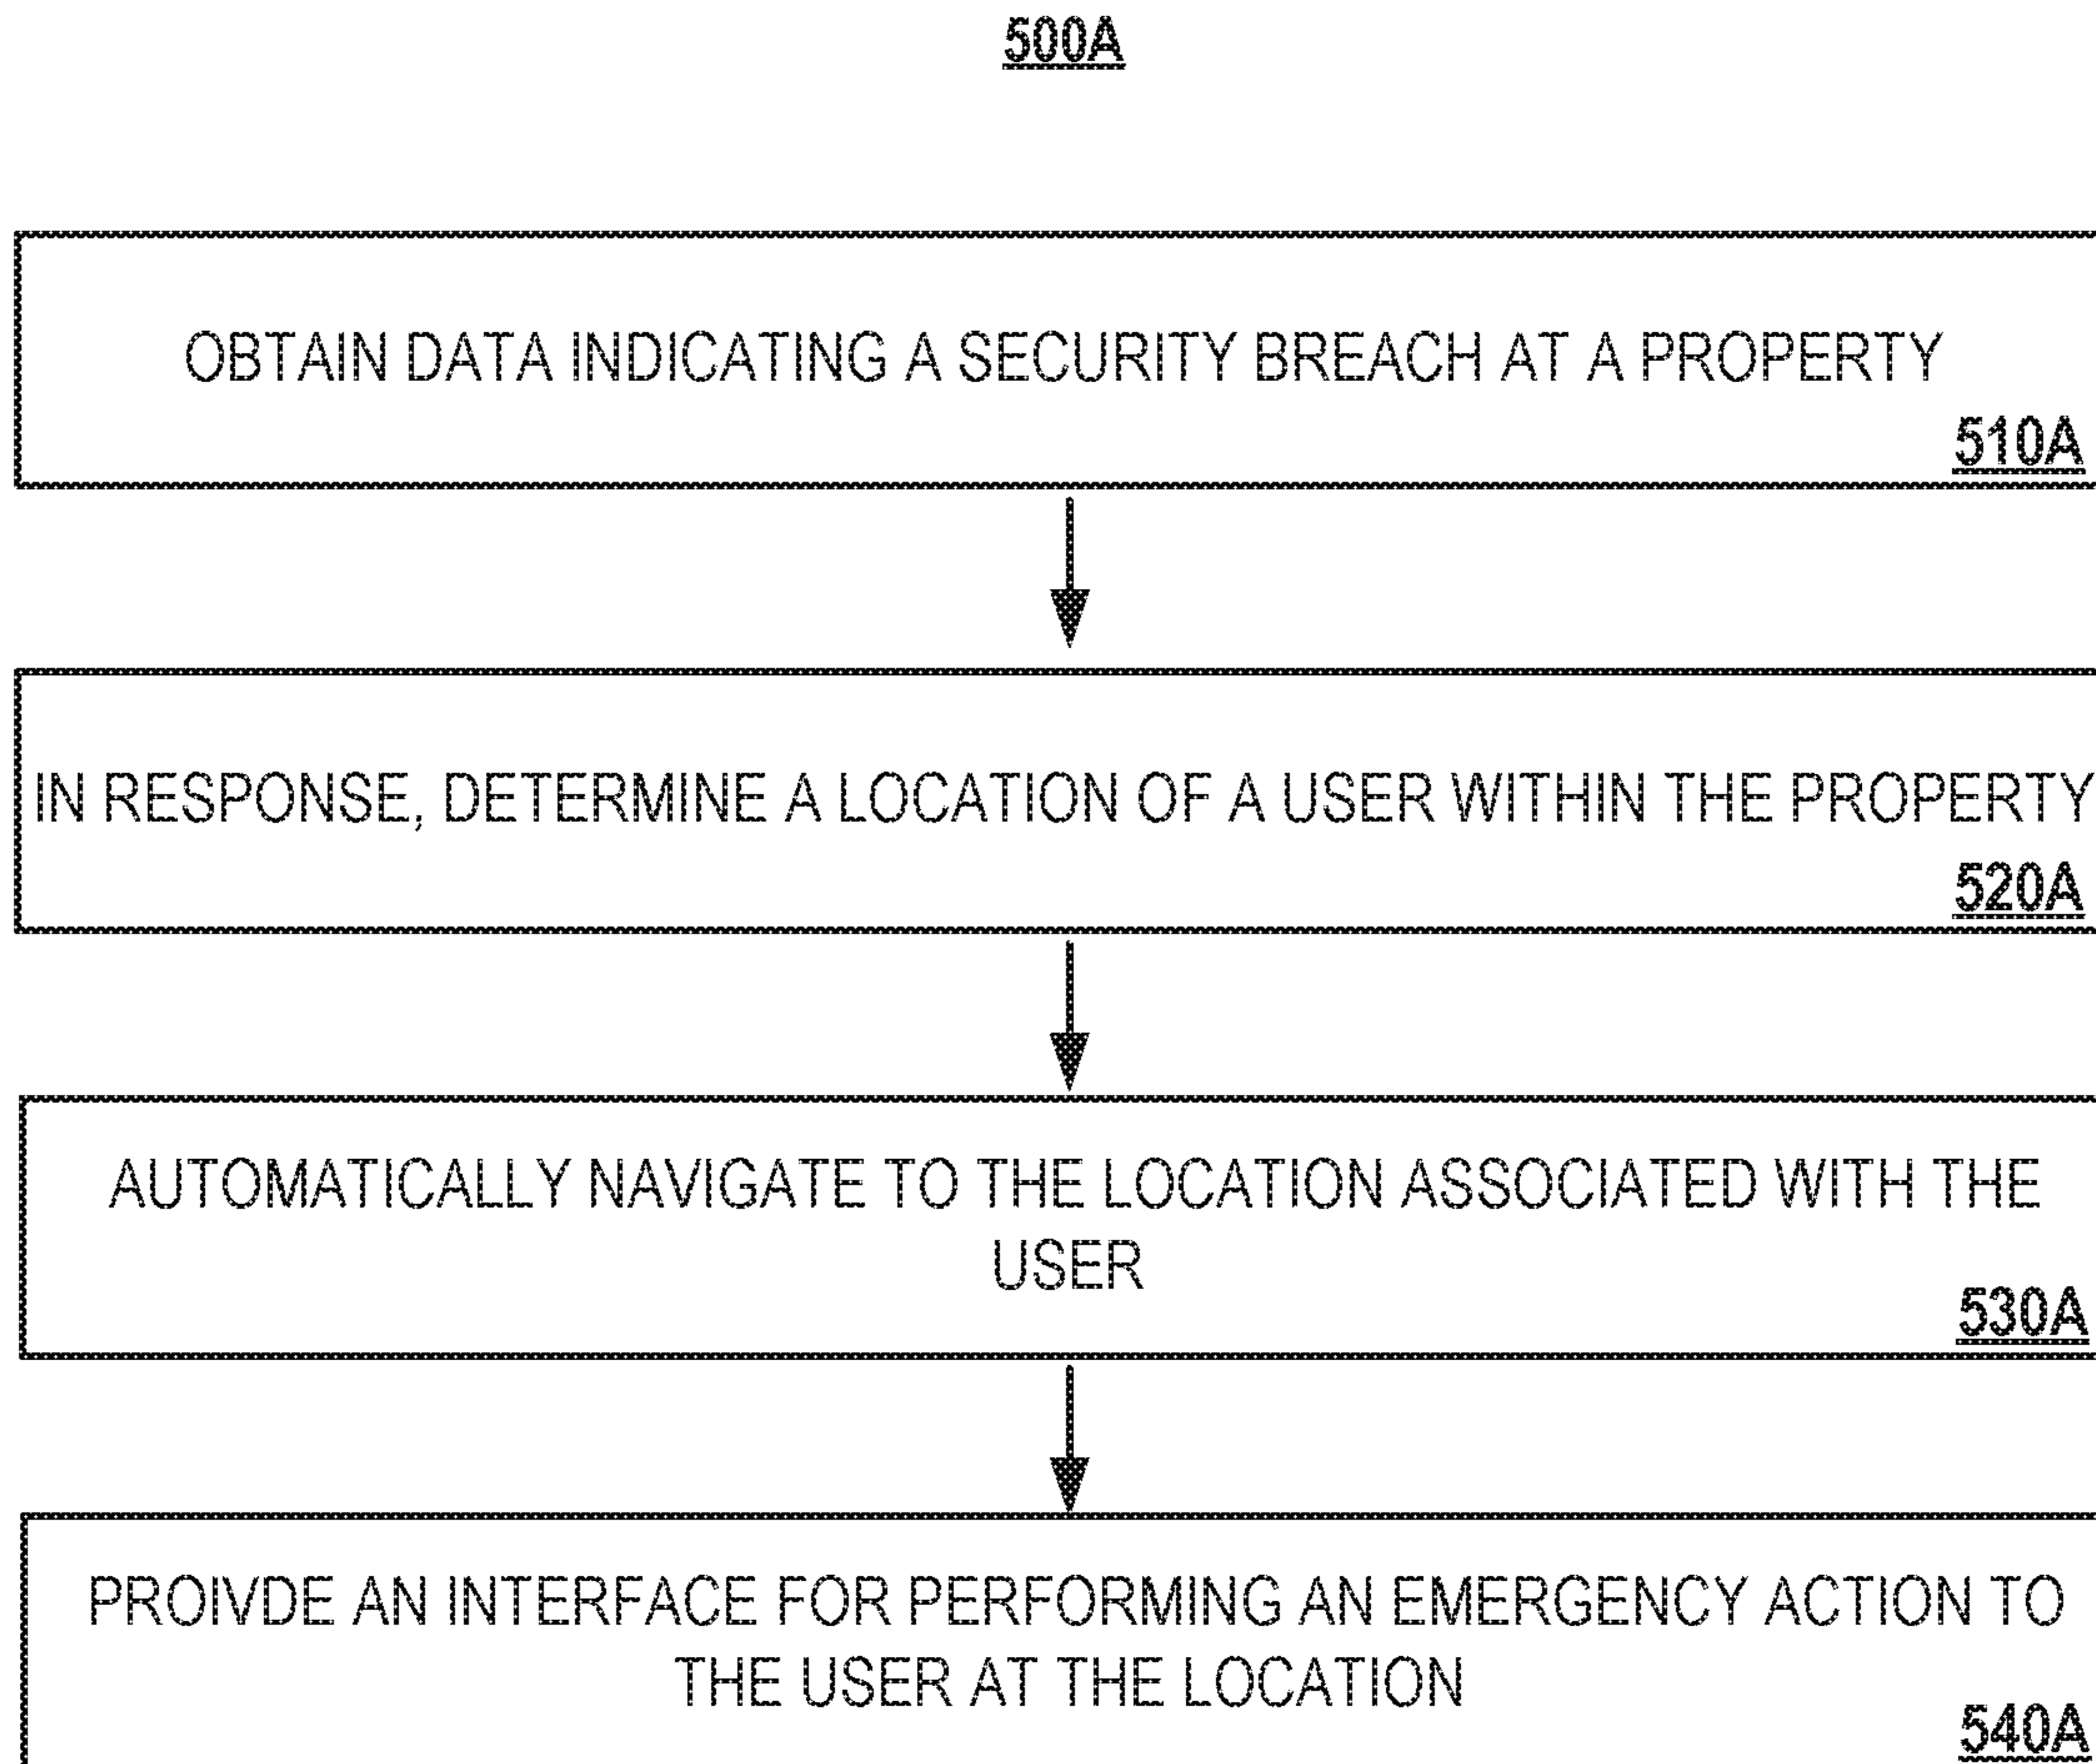 500A
OBTAIN DATA INDICATING A SECURITY BREACH AT A PROPERTY
510A
IN RESPONSE, DETERMINE A LOCATION OF A USER WITHIN THE PROPERTY
520A
AUTOMATICALLY NAVIGATE TO THE LOCATION ASSOCIATED WITH THE
USER
530A
PROIVDE AN INTERFACE FOR PERFORMING AN EMERGENCY ACTION TO
THE USER AT THE LOCATION
540A